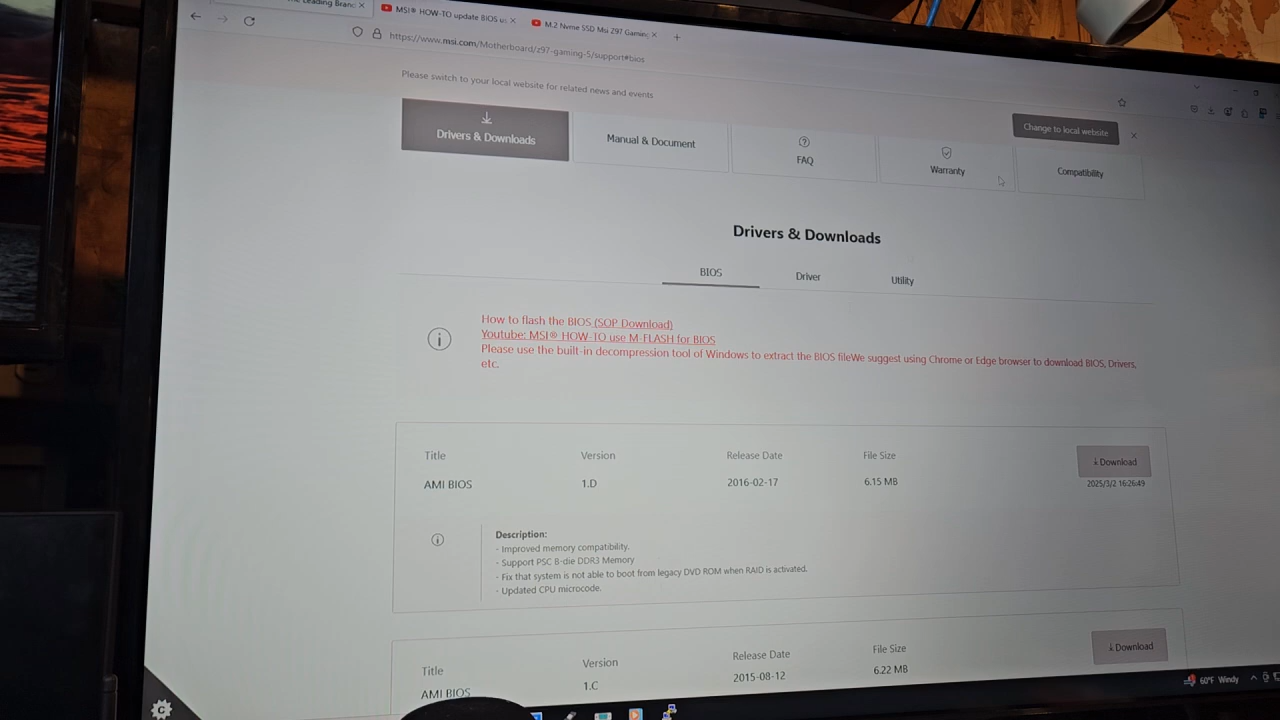 Leading Bran
MSI® HOW-TO update BIOS u
M.2 Nvme SSD Msi Z97 Gaming
https://www.msi.com/Motherboard/z97-gaming-5/support#bios
Please switch to your local website for related news and events
Change to local website
Drivers & Downloads
Manual & Document
FAQ
Warranty
Compatibility
Drivers & Downloads
BIOS
Driver
Utility
How to flash the BIOS (SOP Download)
Youtube: MSI® HOW-TO use M-FLASH for BIOS
Please use the built-in decompression tool of Windows to extract the BIOS fileWe suggest using Chrome or Edge browser to download BIOS, Drivers,
etc.
Title Version Release Date File Size
AMI BIOS 1.D 2016-02-17 6.15 MB
Download
2025/3/2 16:26:49
Description:
- Improved memory compatibility.
- Support PSC B-die DDR3 Memory
- Fix that system is not able to boot from legacy DVD ROM when RAID is activated.
- Updated CPU microcode.
Title Version Release Date File Size
AMI BIOS 1.C 2015-08-12 6.22 MB
Download
60°F Windy
C